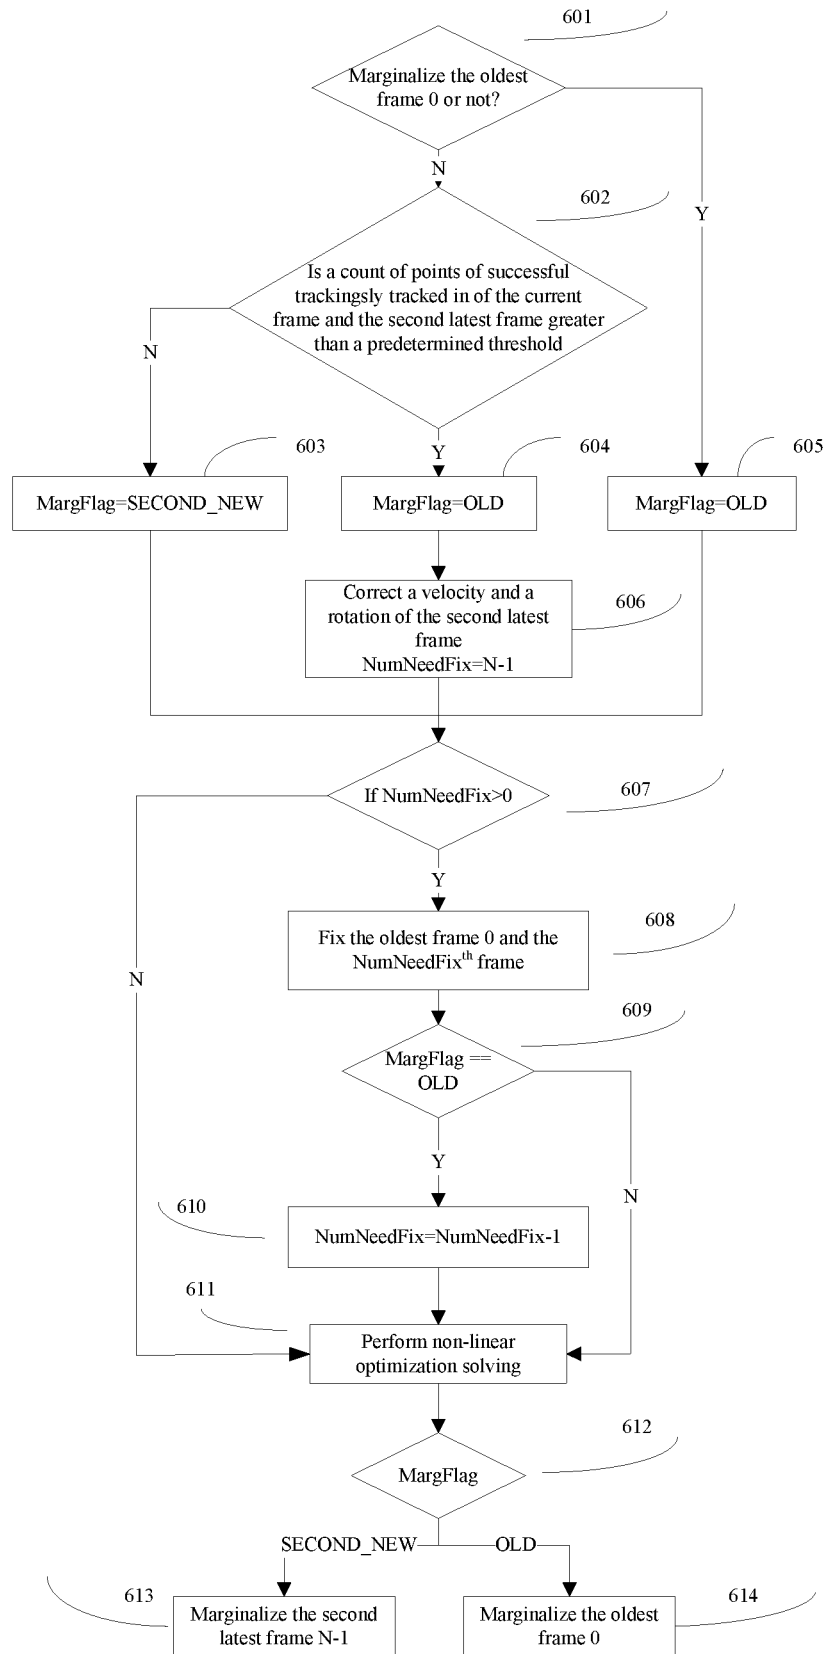 601
Marginalize the oldest
frame 0 or not?
N
Y
602
Is a count of points of successful
trackingsly tracked in of the current
frame and the second latest frame greater
than a predetermined threshold
N
Y
603
604
605
MargFlag=SECOND_NEW
MargFlag=OLD
MargFlag=OLD
Correct a velocity and a
rotation of the second latest
frame
NumNeedFix=N-1
606
If NumNeedFix>0
607
Y
N
608
Fix the oldest frame 0 and the
NumNeedFixth frame
609
MargFlag ==
OLD
Y
N
610
NumNeedFix=NumNeedFix-1
611
Perform non-linear
optimization solving
612
MargFlag
SECOND_NEW
OLD
613
614
Marginalize the second
latest frame N-1
Marginalize the oldest
frame 0